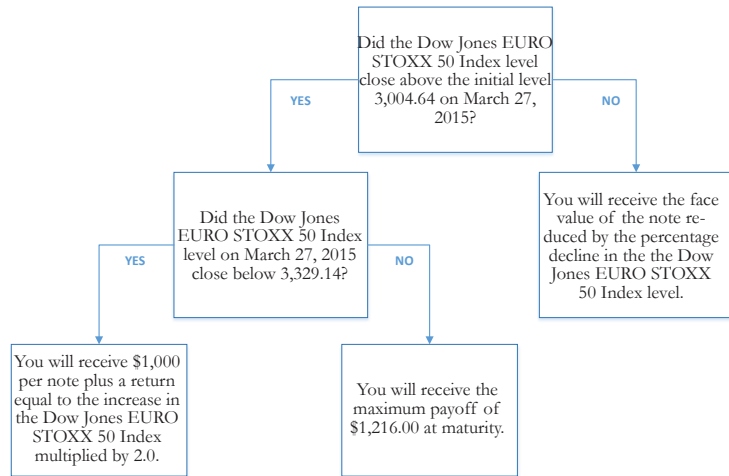 Did the Dow Jones EURO
STOXX 50 Index level
close above the initial level
3,004.64 on March 27,
2015?
YES
NO
Did the Dow Jones
EURO STOXX 50 Index
level on March 27, 2015
close below 3,329.14?
You will receive the face
value of the note re-
duced by the percentage
decline in the the Dow
Jones EURO STOXX
50 Index level.
YES
NO
You will receive $1,000
per note plus a return
equal to the increase in
the Dow Jones EURO
STOXX 50 Index
multiplied by 2.0.
You will receive the
maximum payoff of
$1,216.00 at maturity.